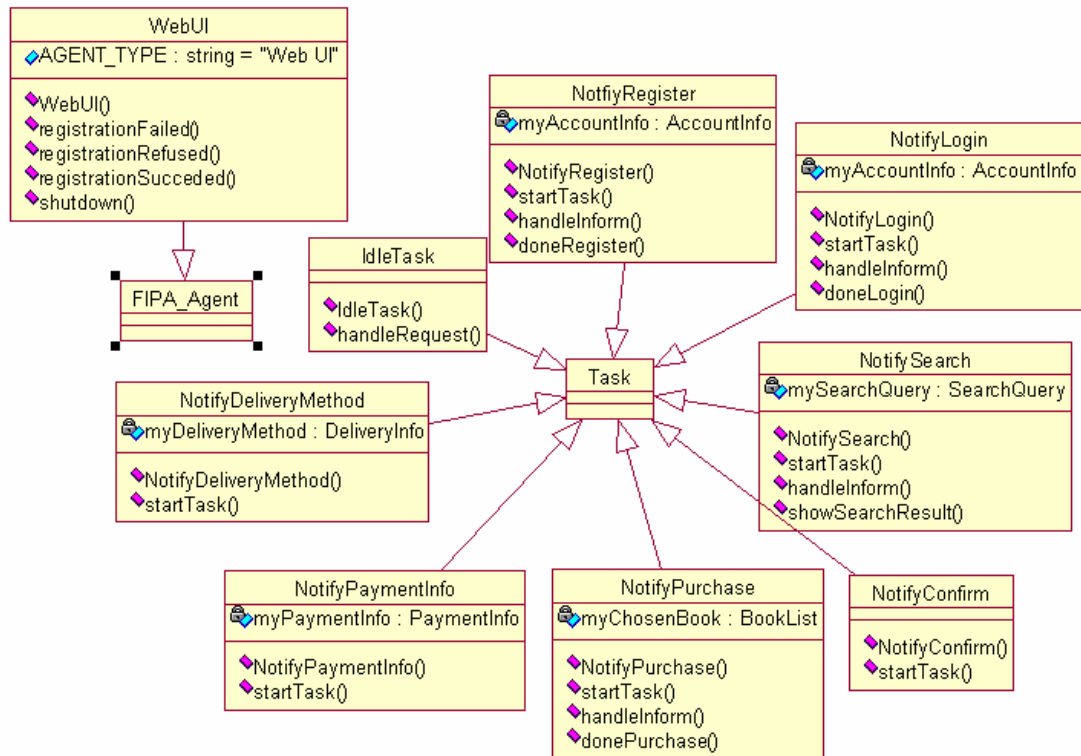 WebUI
AGENT_TYPE : string = "Web UI"
WebUI()
registrationFailed()
registrationRefused()
registrationSucceded()
shutdown()
FIPA_Agent
NotfiyRegister
myAccountInfo : AccountInfo
NotifyRegister()
startTask()
handleInform()
doneRegister()
NotifyLogin
myAccountInfo : AccountInfo
NotifyLogin()
startTask()
handleInform()
doneLogin()
IdleTask
IdleTask()
handleRequest()
Task
NotifySearch
mySearchQuery : SearchQuery
NotifySearch()
startTask()
handleInform()
showSearchResult()
NotifyDeliveryMethod
myDeliveryMethod : DeliveryInfo
NotifyDeliveryMethod()
startTask()
NotifyPaymentInfo
myPaymentInfo : PaymentInfo
NotifyPaymentInfo()
startTask()
NotifyPurchase
myChosenBook : BookList
NotifyPurchase()
startTask()
handleInform()
donePurchase()
NotifyConfirm
NotifyConfirm()
startTask()